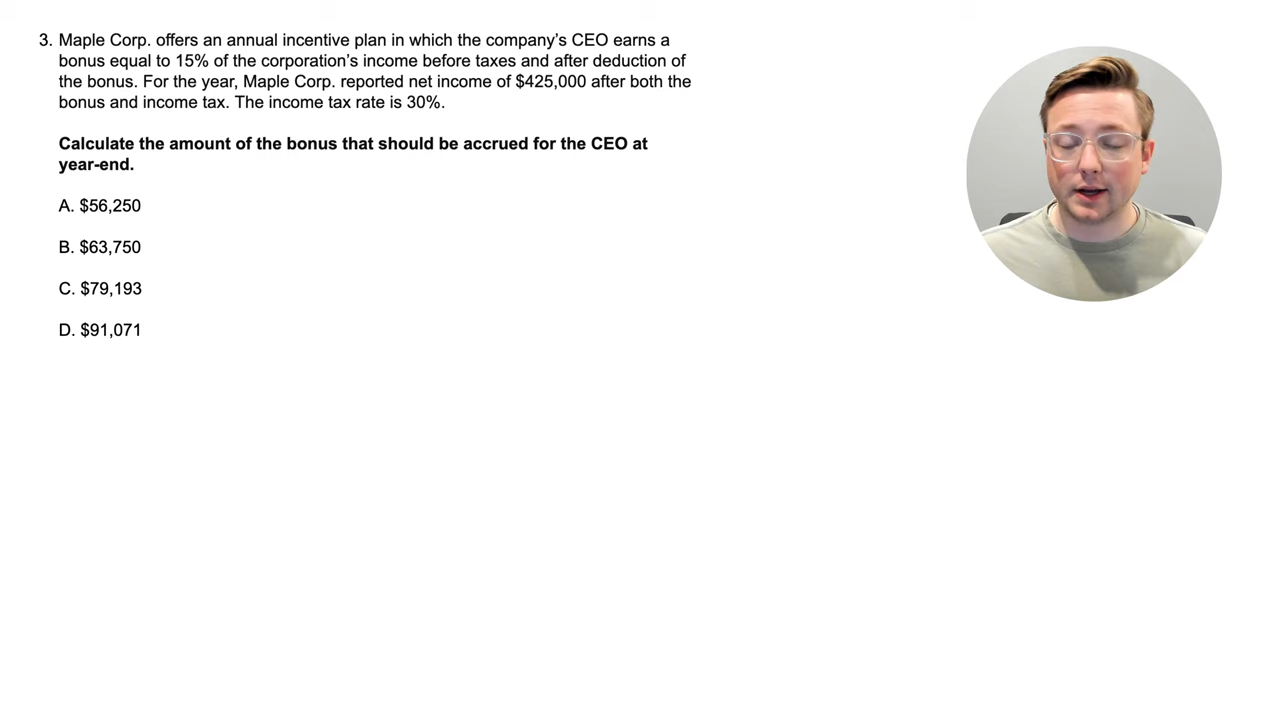 3. Maple Corp. offers an annual incentive plan in which the company's CEO earns a
bonus equal to 15% of the corporation's income before taxes and after deduction of
the bonus. For the year, Maple Corp. reported net income of $425,000 after both the
bonus and income tax. The income tax rate is 30%.
Calculate the amount of the bonus that should be accrued for the CEO at
year-end.
A. $56,250
B. $63,750
C. $79,193
D. $91,071